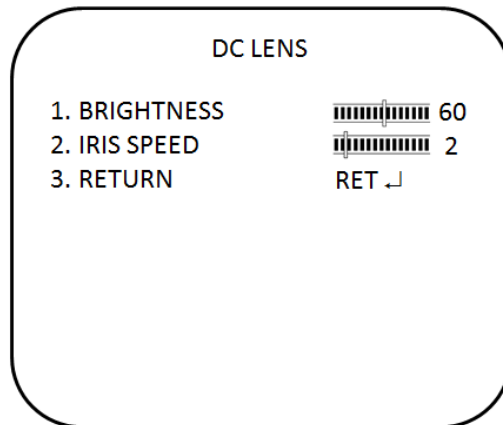 DC LENS
1. BRIGHTNESS 60
2. IRIS SPEED 2
3. RETURN RET ↵